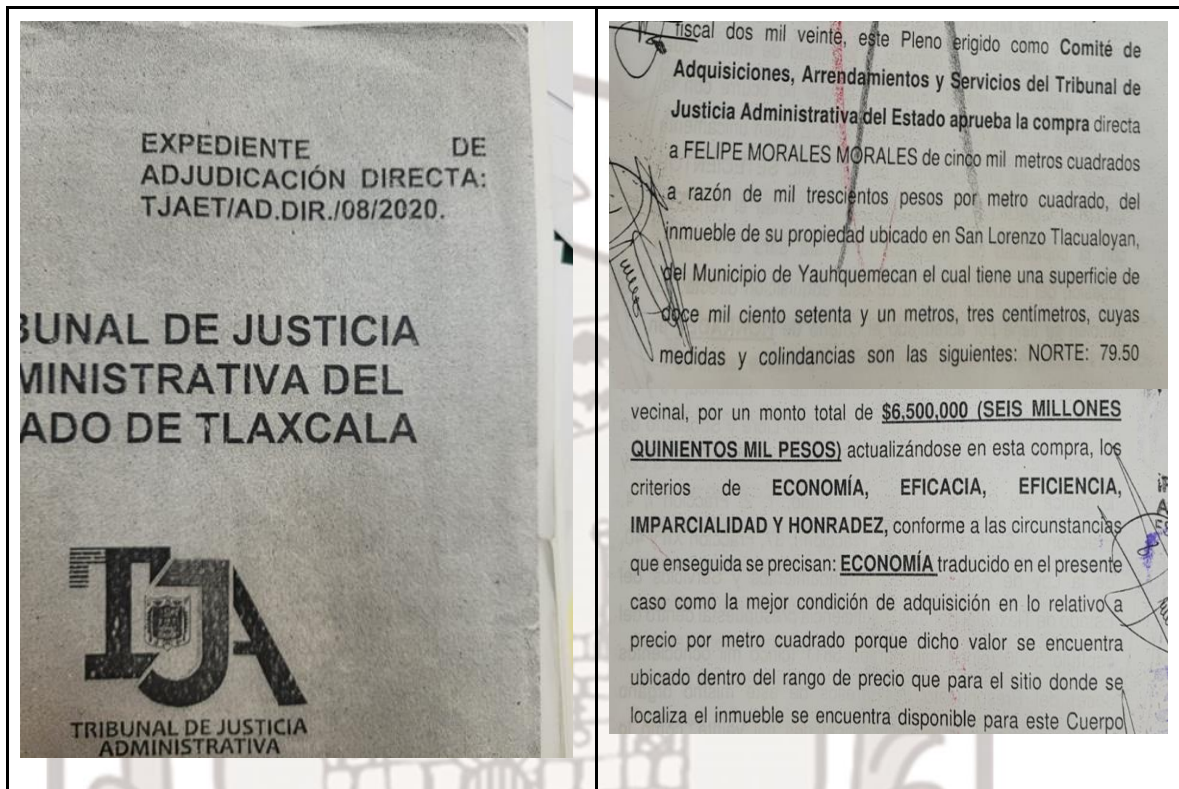 EXPEDIENTE DE
ADJUDICACIÓN DIRECTA:
TJAET/AD.DIR./08/2020.
BUNAL DE JUSTICIA
MINISTRATIVA DEL
ADO DE TLAXCALA
TJA
TRIBUNAL DE JUSTICIA
ADMINISTRATIVA
fiscal dos mil veinte, este Pleno erigido como Comité de
Adquisiciones, Arrendamientos y Servicios del Tribunal de
Justicia Administrativa del Estado aprueba la compra directa
a FELIPE MORALES MORALES de cinco mil metros cuadrados
a razón de mil trescientos pesos por metro cuadrado, del
inmueble de su propiedad ubicado en San Lorenzo Tlacualoyan,
del Municipio de Yauhquemecan el cual tiene una superficie de
doce mil ciento setenta y un metros, tres centímetros, cuyas
medidas y colindancias son las siguientes: NORTE: 79.50
vecinal, por un monto total de $6,500,000 (SEIS MILLONES
QUINIENTOS MIL PESOS) actualizándose en esta compra, los
criterios de ECONOMÍA, EFICACIA, EFICIENCIA,
IMPARCIALIDAD Y HONRADEZ, conforme a las circunstancias
que enseguida se precisan: ECONOMÍA traducido en el presente
caso como la mejor condición de adquisición en lo relativo a
precio por metro cuadrado porque dicho valor se encuentra
ubicado dentro del rango de precio que para el sitio donde se
localiza el inmueble se encuentra disponible para este Cuerpo